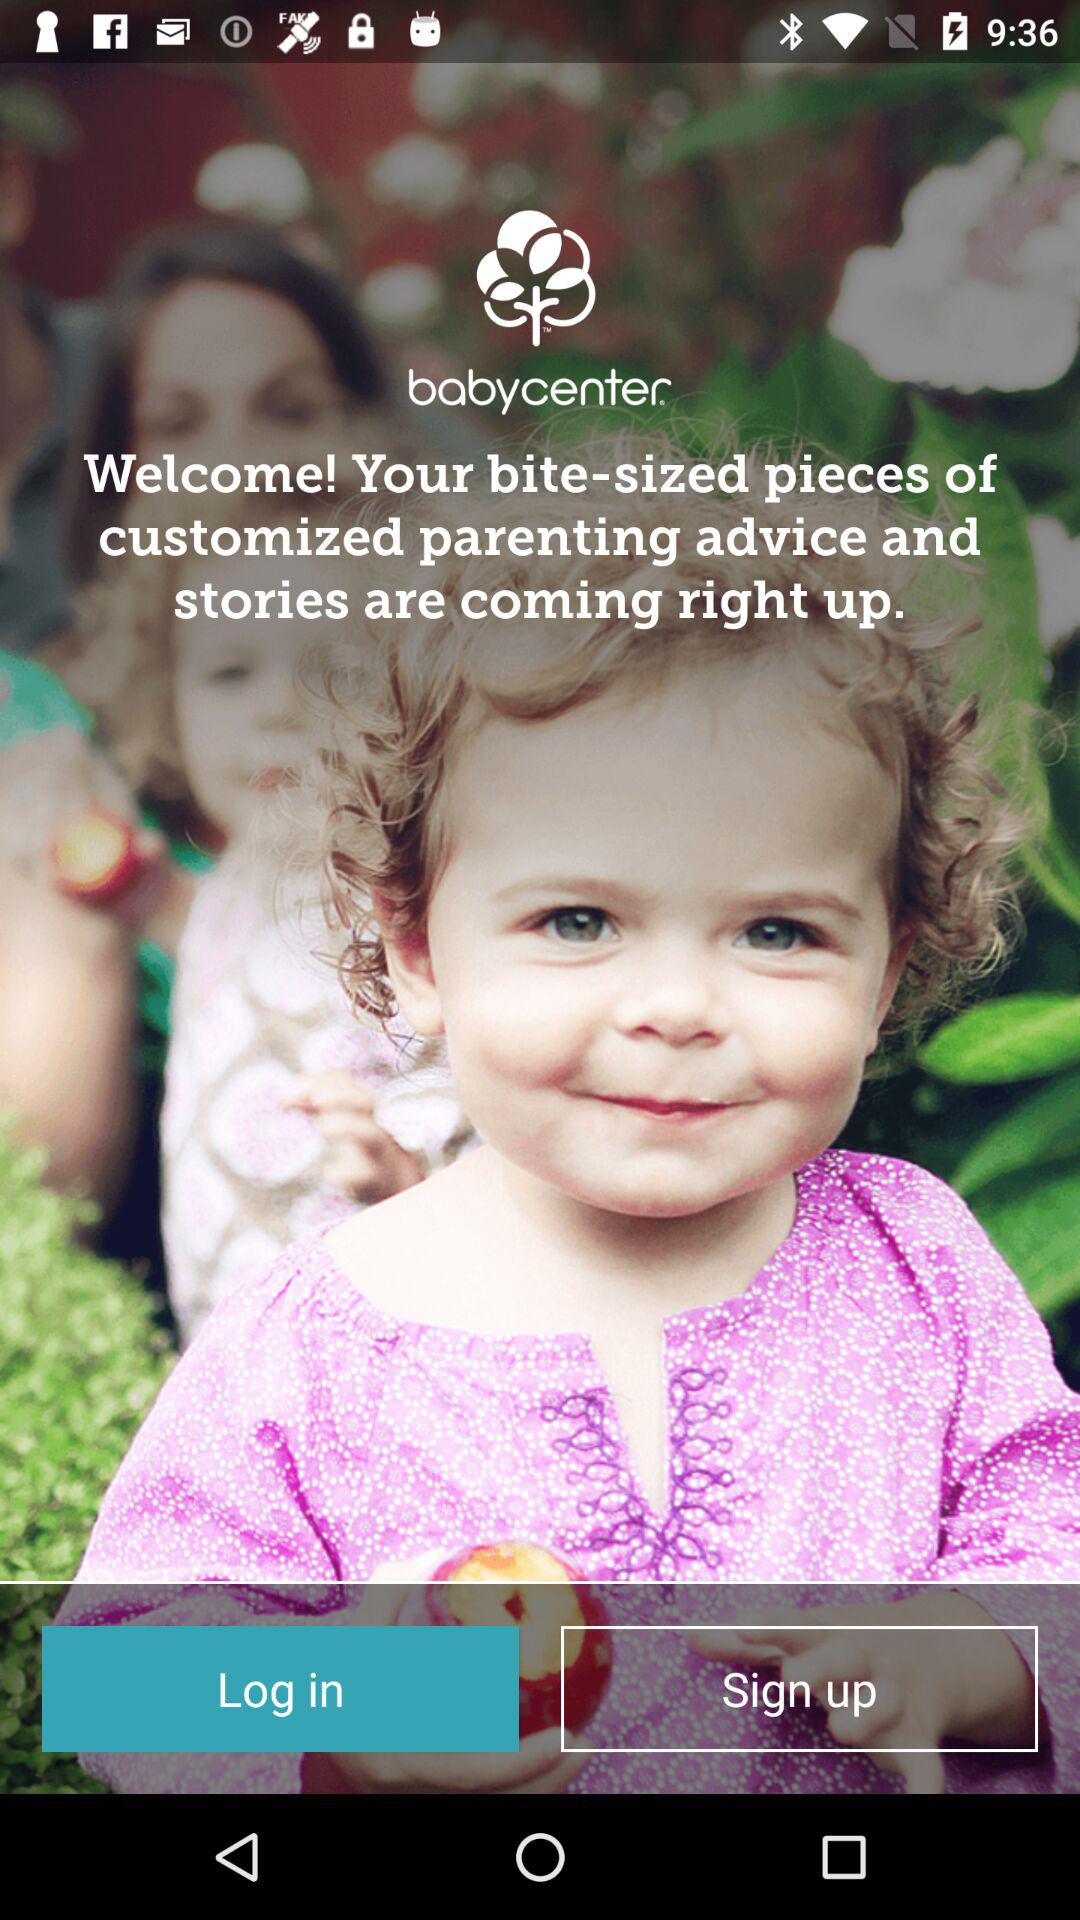 FAKE
9:36
babycenter
Welcome! Your bite-sized pieces of
customized parenting advice and
stories are coming right up.
Log in
Sign up